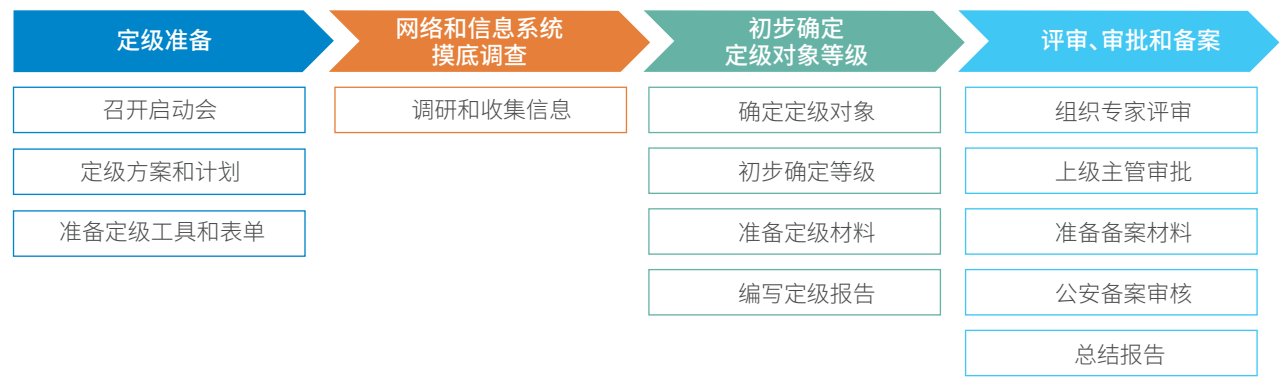 定级准备
召开启动会
定级方案和计划
准备定级工具和表单
网络和信息系统
摸底调查
调研和收集信息
初步确定
定级对象等级
确定定级对象
初步确定等级
准备定级材料
编写定级报告
评审、审批和备案
组织专家评审
上级主管审批
准备备案材料
公安备案审核
总结报告